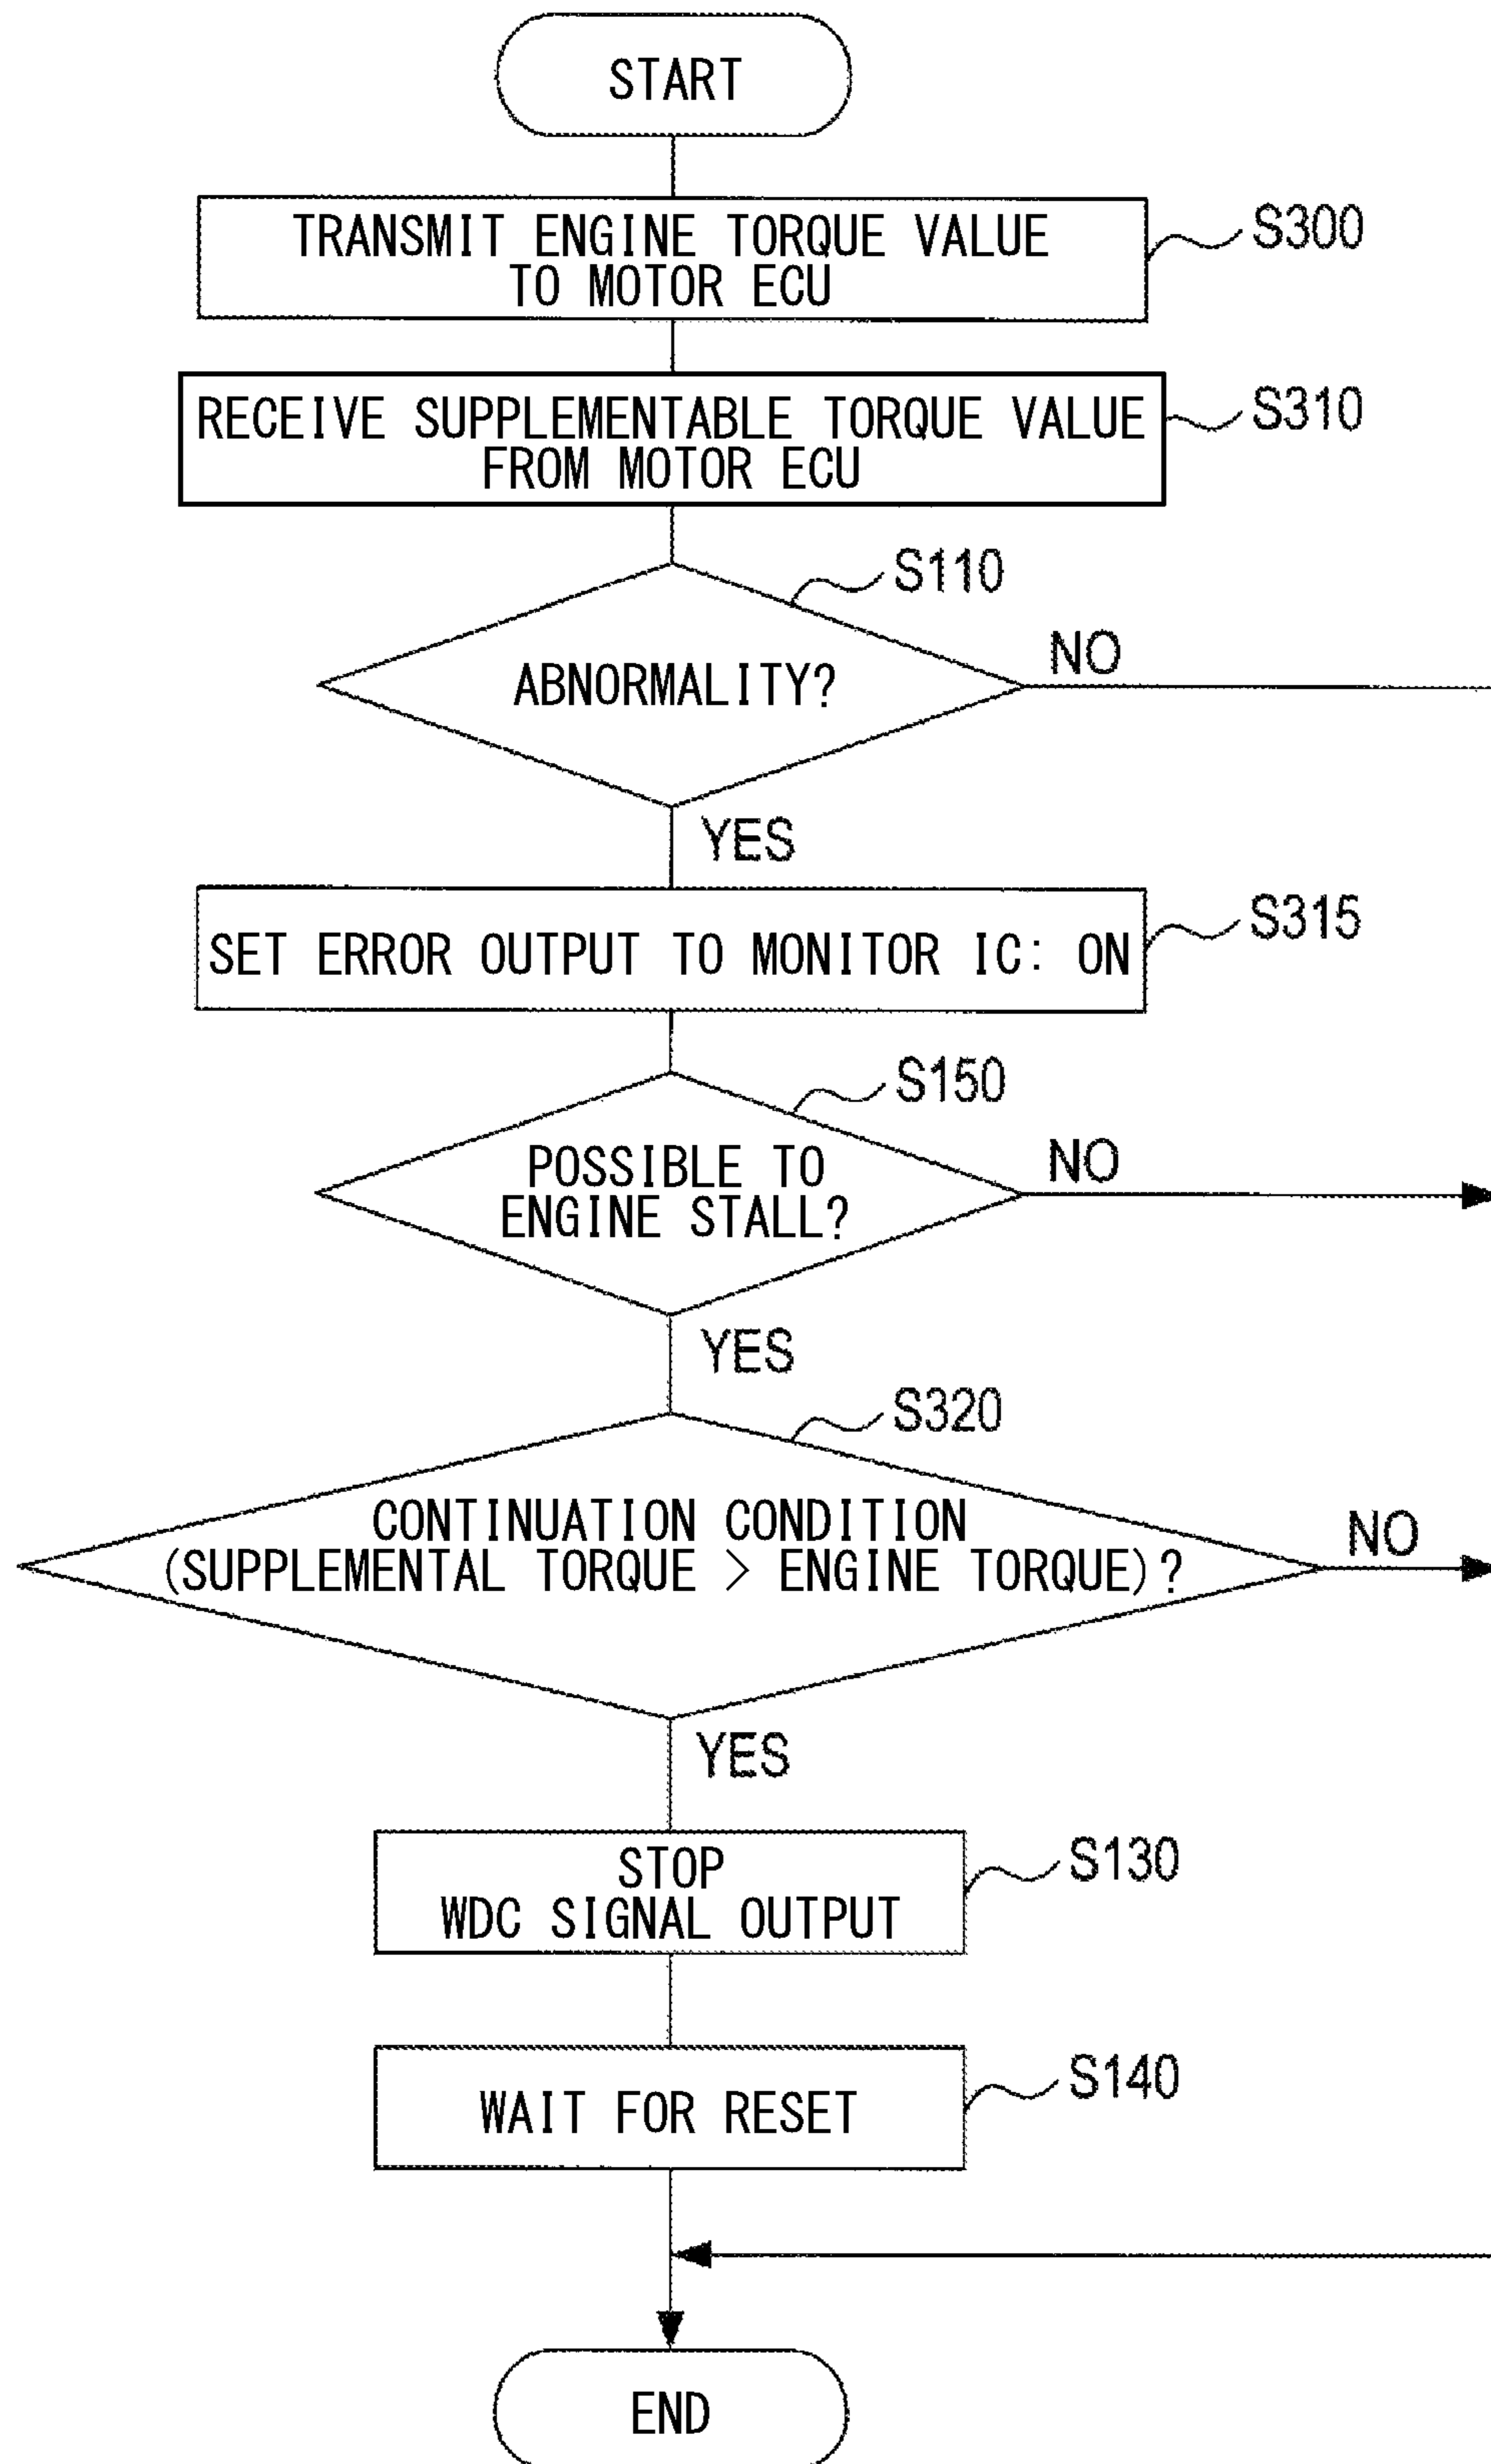 START
TRANSMIT ENGINE TORQUE VALUE
TO MOTOR ECU
S300
RECEIVE SUPPLEMENTABLE TORQUE VALUE
FROM MOTOR ECU
S310
S110
ABNORMALITY?
NO
YES
SET ERROR OUTPUT TO MONITOR IC: ON
S315
S150
POSSIBLE TO
ENGINE STALL?
NO
YES
S320
CONTINUATION CONDITION
(SUPPLEMENTAL TORQUE > ENGINE TORQUE)?
NO
YES
STOP
WDC SIGNAL OUTPUT
S130
WAIT FOR RESET
S140
END